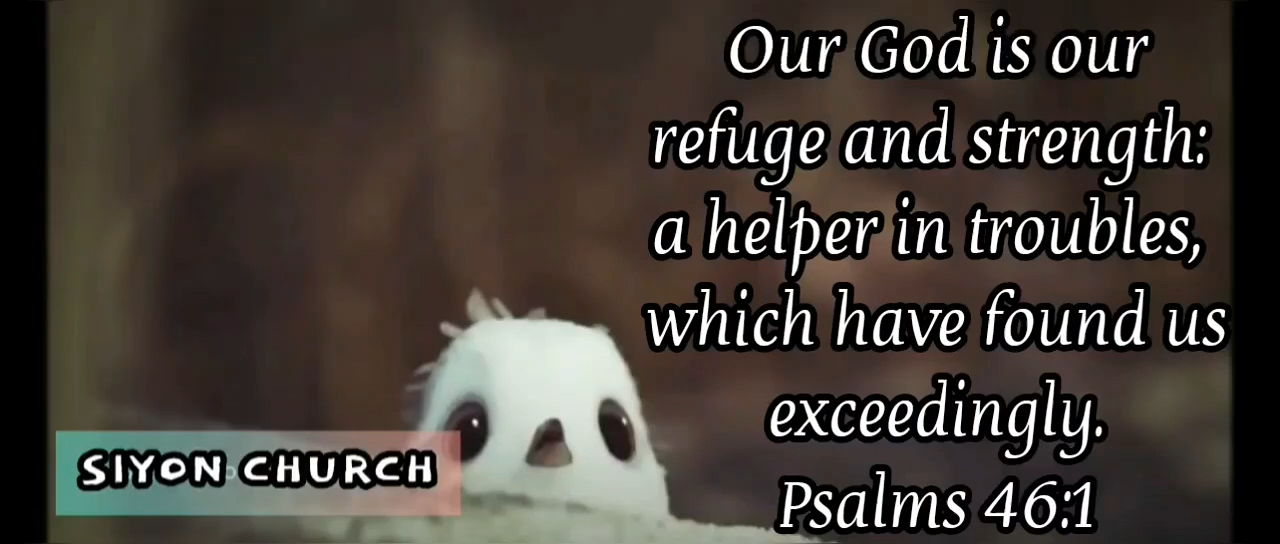 Our God is our
refuge and strength:
a helper in troubles,
which have found us
exceedingly.
Psalms 46:1
SIYON CHURCH